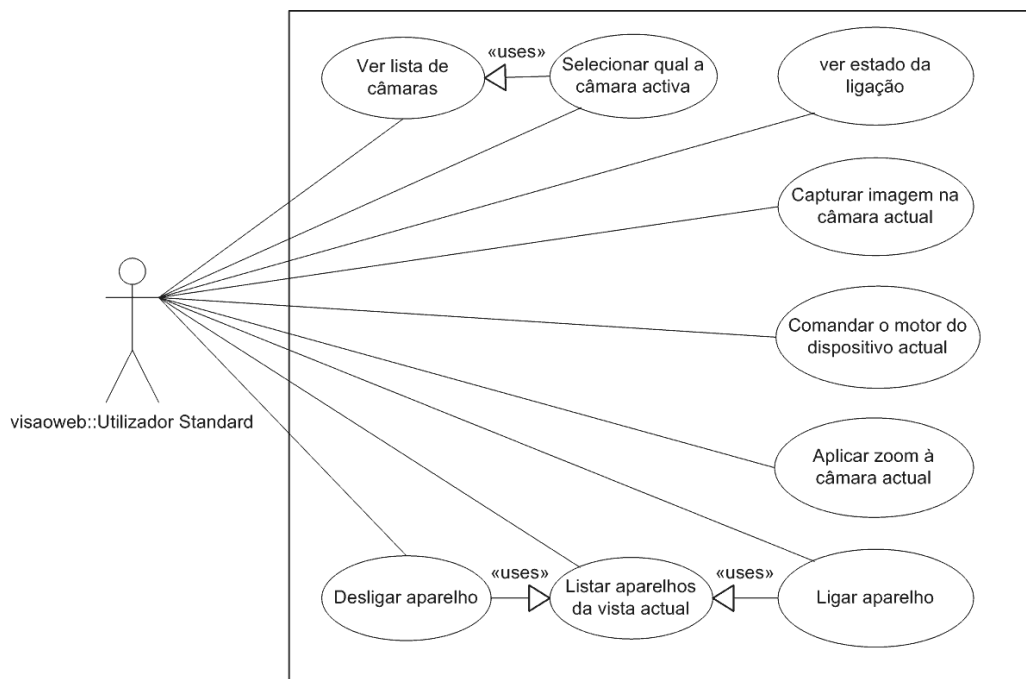 «uses»
Ver lista de
câmaras
Selecionar qual a
câmara activa
ver estado da
ligação
Capturar imagem na
câmara actual
Comandar o motor do
dispositivo actual
visaoweb::Utilizador Standard
Aplicar zoom à
câmara actual
«uses»
«uses»
Desligar aparelho
Listar aparelhos
da vista actual
Ligar aparelho